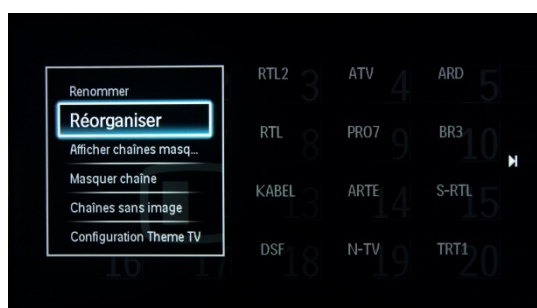 Renommer
Réorganiser
Afficher chaînes masq...
Masquer chaîne
Chaînes sans image
Configuration Theme TV
RTL2 3 ATV 4 ARD 5
RTL 8 PRO7 9 BR3 10
KABEL 13 ARTE 14 S-RTL 15
16 17 DSF 18 N-TV 19 TRT1 20